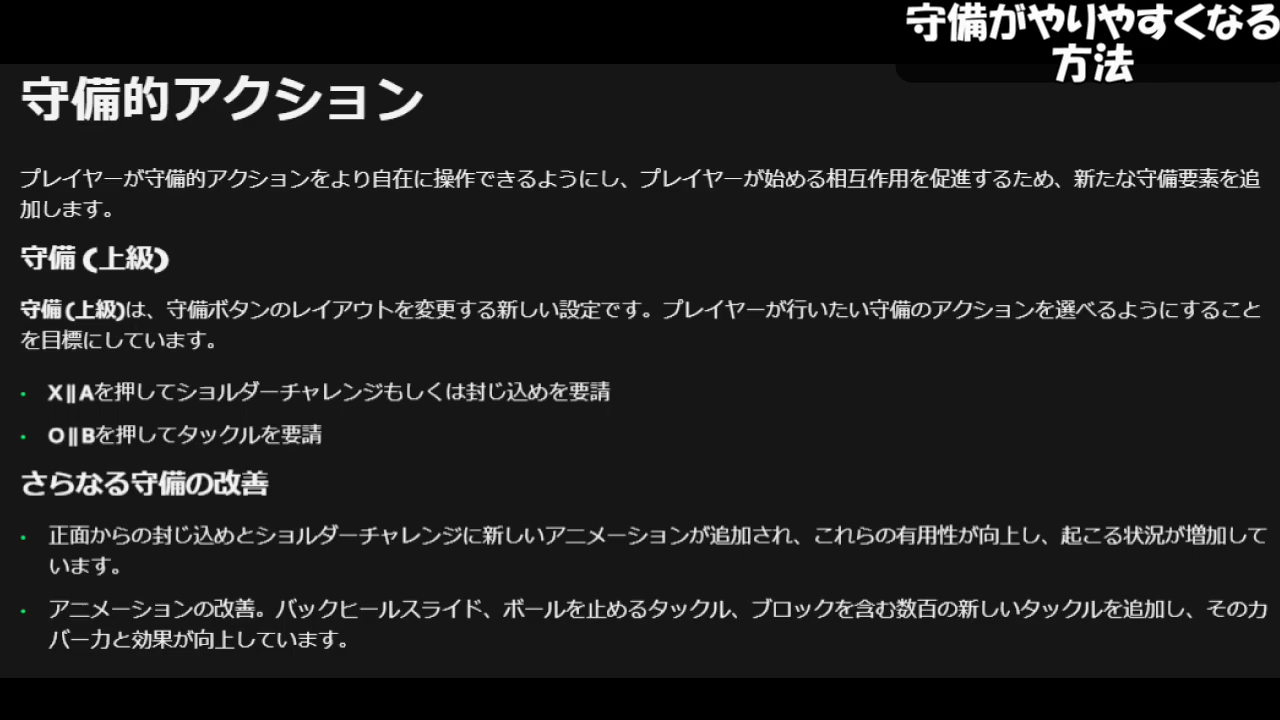 守備がやりやすくなる
方法
守備的アクション
プレイヤーが守備的アクションをより自在に操作できるようにし、プレイヤーが始める相互作用を促進するため、新たな守備要素を追
加します。
守備 (上級)
守備 (上級)は、守備ボタンのレイアウトを変更する新しい設定です。プレイヤーが行いたい守備のアクションを選べるようにすること
を目標にしています。
・ X‖Aを押してショルダーチャレンジもしくは封じ込めを要請
・ O‖Bを押してタックルを要請
さらなる守備の改善
・ 正面からの封じ込めとショルダーチャレンジに新しいアニメーションが追加され、これらの有用性が向上し、起こる状況が増加して
います。
・ アニメーションの改善。バックヒールスライド、ボールを止めるタックル、ブロックを含む数百の新しいタックルを追加し、そのカ
バー力と効果が向上しています。